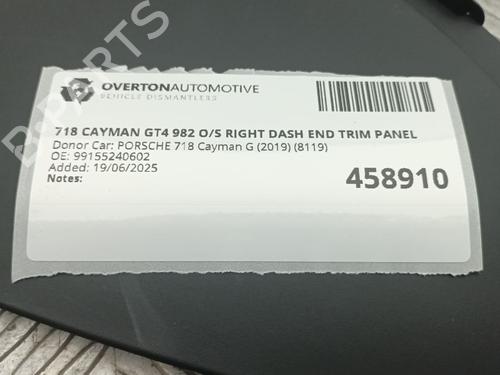 OVERTONAUTOMOTIVE
VEHICLE DISMANTLERS
718 CAYMAN GT4 982 O/S RIGHT DASH END TRIM PANEL
Donor Car: PORSCHE 718 Cayman G (2019) (8119)
OE: 99155240602
Added: 19/06/2025
Notes:
458910
B-PARTS